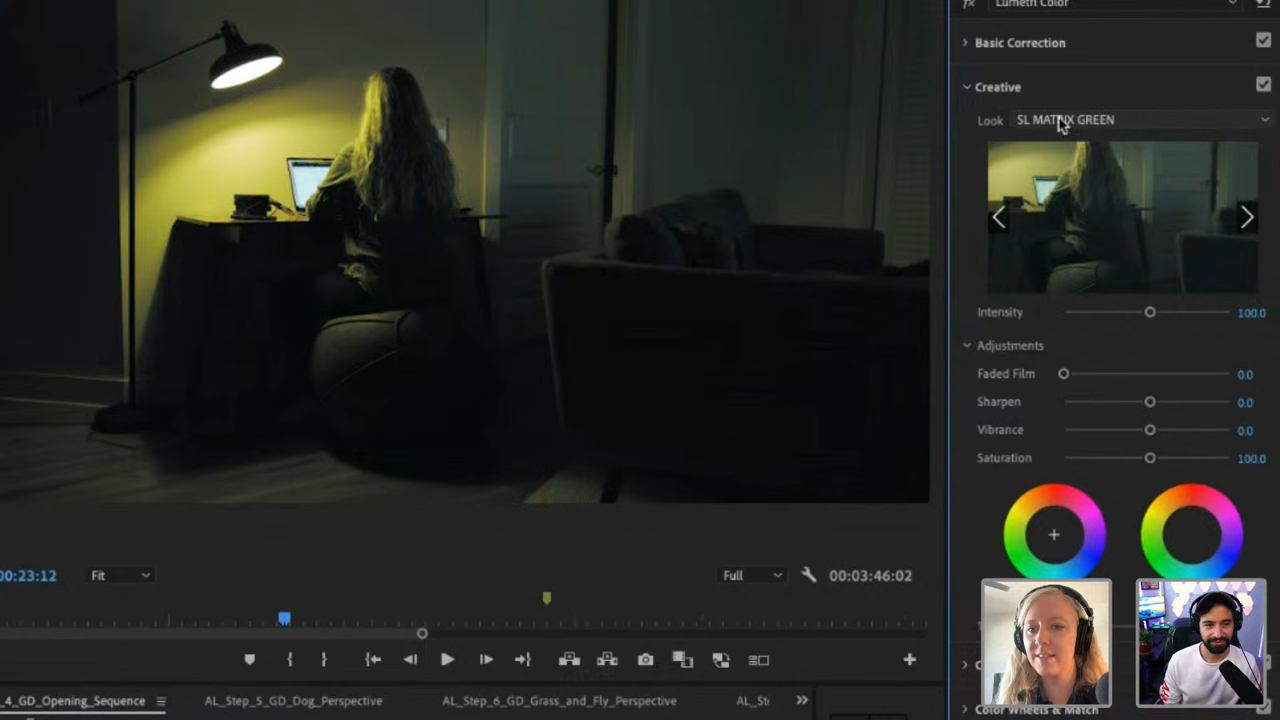 fx Lumetri Color
Basic Correction
Creative
Look SL MATRIX GREEN
Intensity 100.0
Adjustments
Faded Film 0.0
Sharpen 0.0
Vibrance 0.0
Saturation 100.0
00:23:12 Fit Full 00:03:46:02
_4_GD_Opening_Sequence AL_Step_5_GD_Dog_Perspective AL_Step_6_GD_Grass_and_Fly_Perspective AL_St
Color Wheels & Match